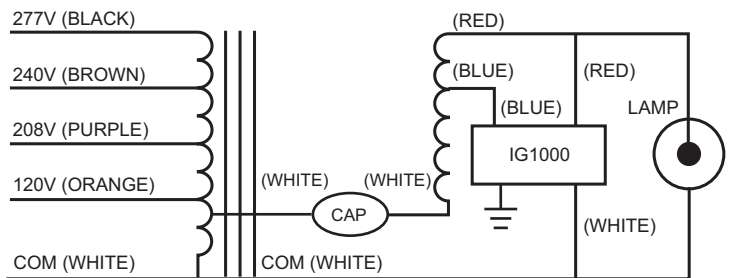 277V (BLACK)
(RED)
240V (BROWN)
(BLUE)
(RED)
(BLUE)
LAMP
208V (PURPLE)
IG1000
120V (ORANGE)
(WHITE)
(WHITE)
CAP
(WHITE)
COM (WHITE)
COM (WHITE)